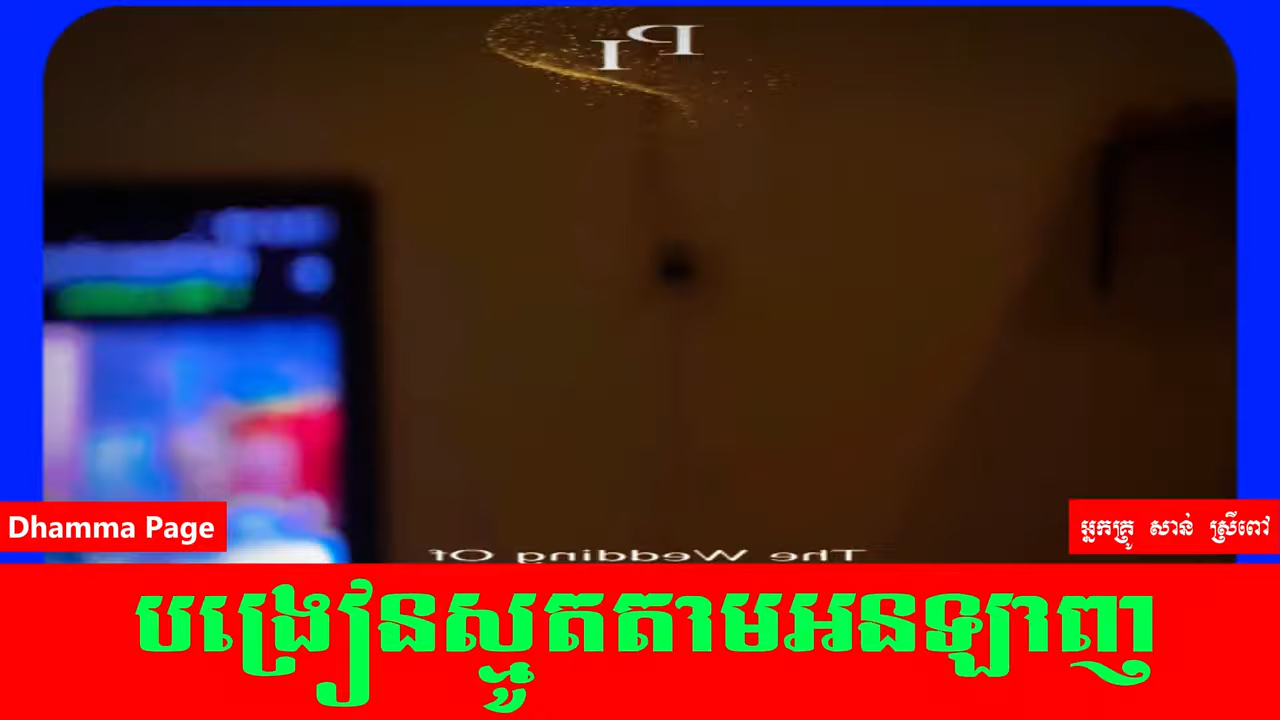 PI
The Wedding Of
Dhamma Page
អ្នកគ្រូ សាន់ ស្រីពៅ
បង្រៀនស្មូតតាមអនឡាញ